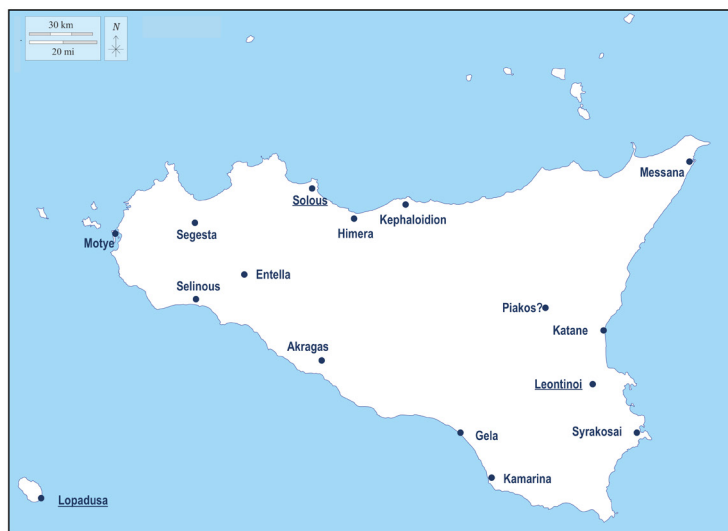 30 km
20 mi
N
Messana
Solous
Kephaloidion
Himera
Segesta
Motye
Entella
Selinous
Piakos?
Katane
Akragas
Leontinoi
Gela
Syrakosai
Kamarina
Lopadusa